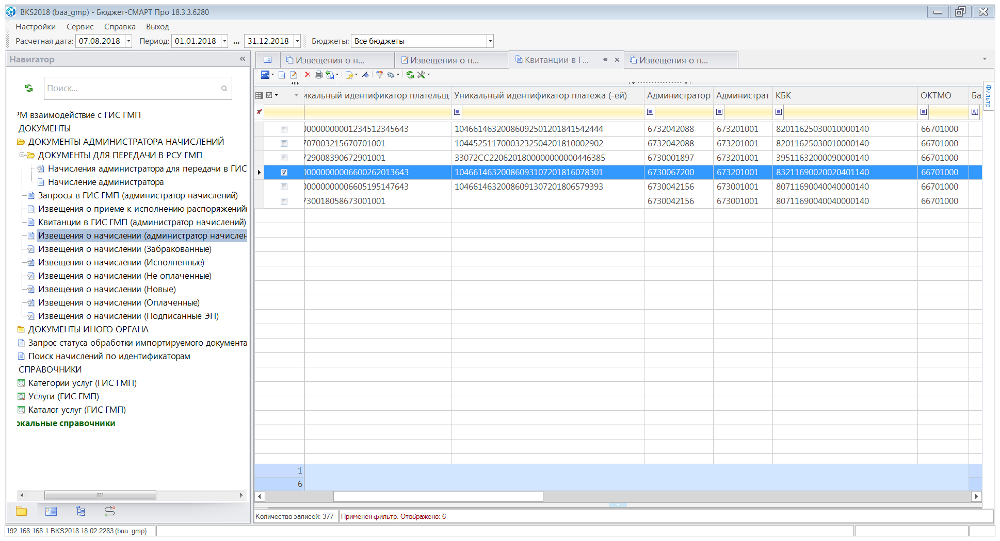 BKS2018 (baa_gmp) - Бюджет-СМАРТ Про 18.3.3.6280
Настройки Сервис Справка Выход
Расчетная дата: 07.08.2018 Период: 01.01.2018 ... 31.12.2018 Бюджеты: Все бюджеты
Навигатор «
Поиск...
РМ взаимодействие с ГИС ГМП
ДОКУМЕНТЫ
ДОКУМЕНТЫ АДМИНИСТРАТОРА НАЧИСЛЕНИЙ
ДОКУМЕНТЫ ДЛЯ ПЕРЕДАЧИ В РСУ ГМП
Начисления администратора для передачи в ГИС
Начисление администратора
Запросы в ГИС ГМП (администратор начислений)
Извещения о приеме к исполнению распоряжений
Квитанции в ГИС ГМП (администратор начислений)
Извещения о начислении (администратор начислен
Извещения о начислении (Забракованные)
Извещения о начислении (Исполненные)
Извещения о начислении (Не оплаченные)
Извещения о начислении (Новые)
Извещения о начислении (Оплаченные)
Извещения о начислении (Подписанные ЭП)
ДОКУМЕНТЫ ИНОГО ОРГАНА
Запрос статуса обработки импортируемого документа
Поиск начислений по идентификаторам
СПРАВОЧНИКИ
Категории услуг (ГИС ГМП)
Услуги (ГИС ГМП)
Каталог услуг (ГИС ГМП)
окальные справочники
Извещения о н... Извещения о н... Квитанции в Г... Извещения о п...
РСУ ГМП
икальный идентификатор плательщ Уникальный идентификатор платежа (-ей) Администратор Администрат КБК ОКТМО Ба
Фильтр
A
00000000001234512345643 10466146320086092501201841542444 6732042088 673201001 82011625030010000140 66701000
707003215670701001 10445251170003232504201810002902 6732042088 673201001 82011625030010000140 66701000
729008390672901001 33072CC2206201800000000000446385 6730001897 673201001 39511632000090000140 66701000
00000000006600262013643 10466146320086093107201816078301 6730067200 673201001 83211690020020401140 66701000
00000000006605195147643 10466146320086091307201806579393 6730042156 673001001 80711690040040000140 66701000
730018058673001001 6730042156 673001001 80711690040040000140 66701000
1
6
Количество записей: 377 Применен фильтр. Отображено: 6
192.168.168.1.BKS2018 18.02.2283 (baa_gmp)